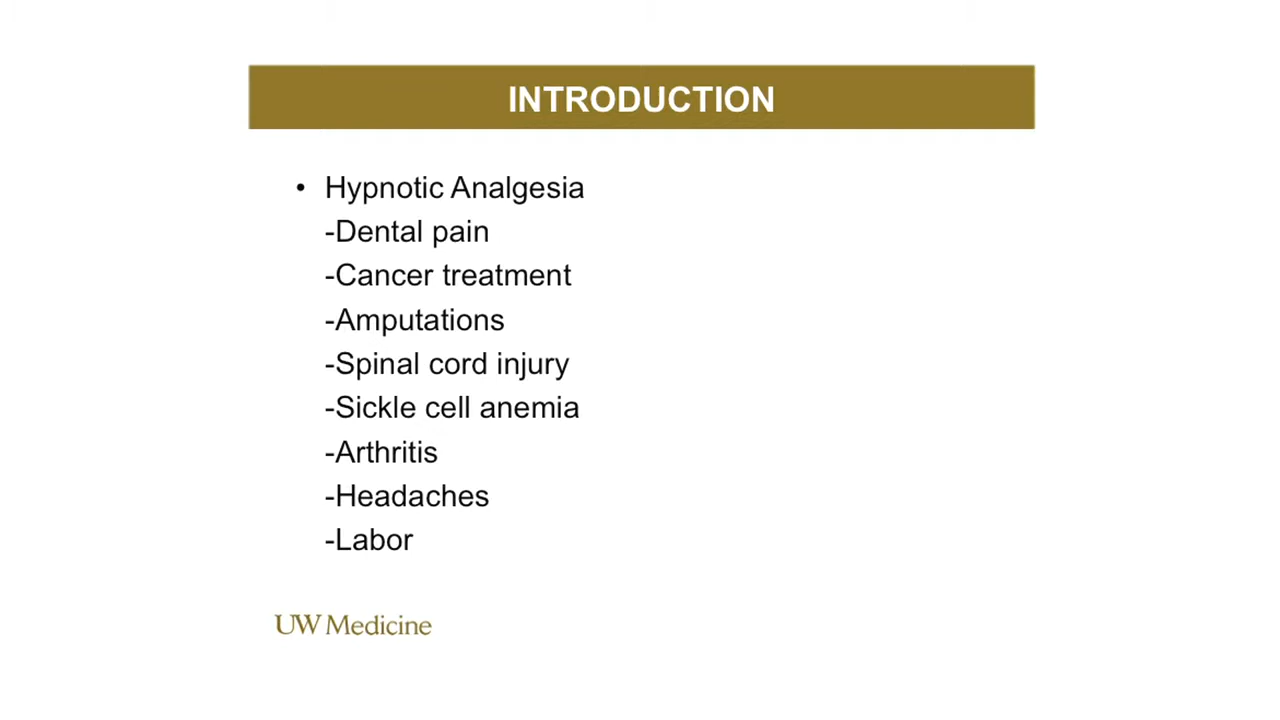 INTRODUCTION
• Hypnotic Analgesia
-Dental pain
-Cancer treatment
-Amputations
-Spinal cord injury
-Sickle cell anemia
-Arthritis
-Headaches
-Labor
UW Medicine